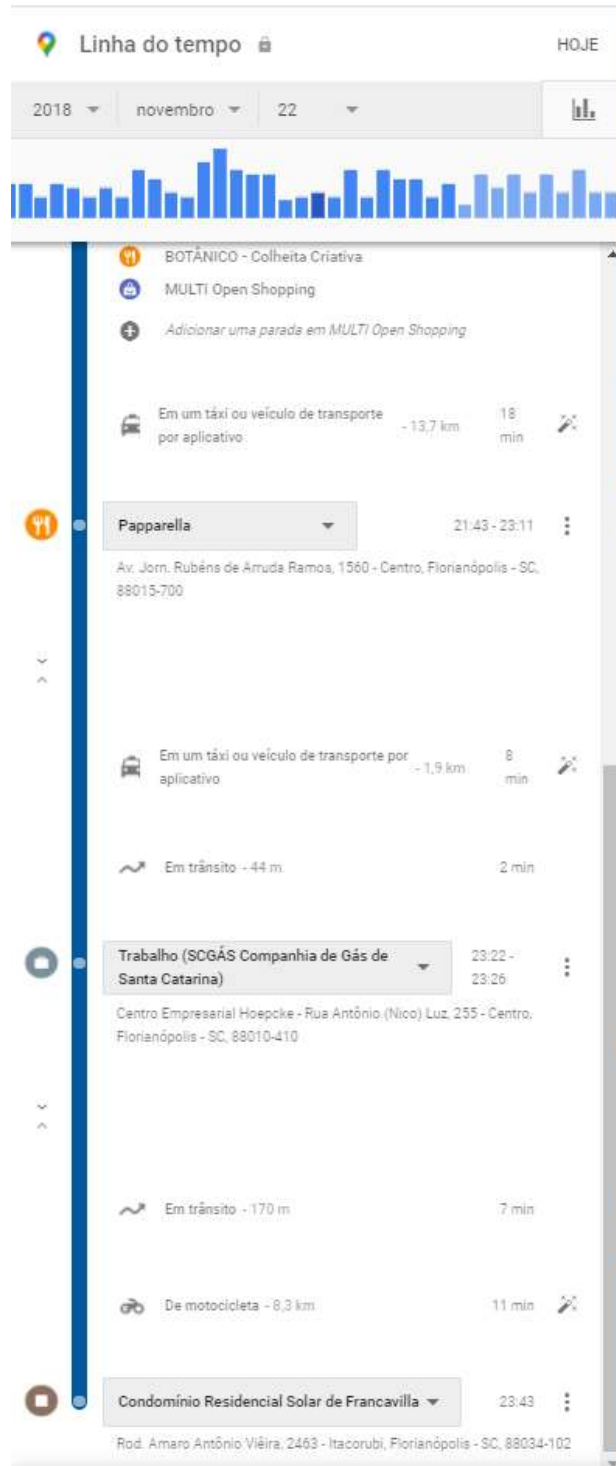 Linha do tempo
HOJE
2018
novembro
22
BOTÂNICO - Colheita Criativa
MULTI Open Shopping
Adicionar uma parada em MULTI Open Shopping
Em um táxi ou veículo de transporte
por aplicativo
- 13,7 km
18
min
Papparella
21:43 - 23:11
Av. Jorn. Rubéns de Arruda Ramos, 1560 - Centro, Florianópolis - SC,
88015-700
Em um táxi ou veículo de transporte por
aplicativo
- 1,9 km
8
min
Em trânsito - 44 m
2 min
Trabalho (SCGÁS Companhia de Gás de
Santa Catarina)
23:22 -
23:26
Centro Empresarial Hoepcke - Rua Antônio (Nico) Luz, 255 - Centro,
Florianópolis - SC, 88010-410
Em trânsito - 170 m
7 min
De motocicleta - 8,3 km
11 min
Condomínio Residencial Solar de Francavilla
23:43
Rod. Amaro Antônio Viêira, 2463 - Itacorubi, Florianópolis - SC, 88034-102